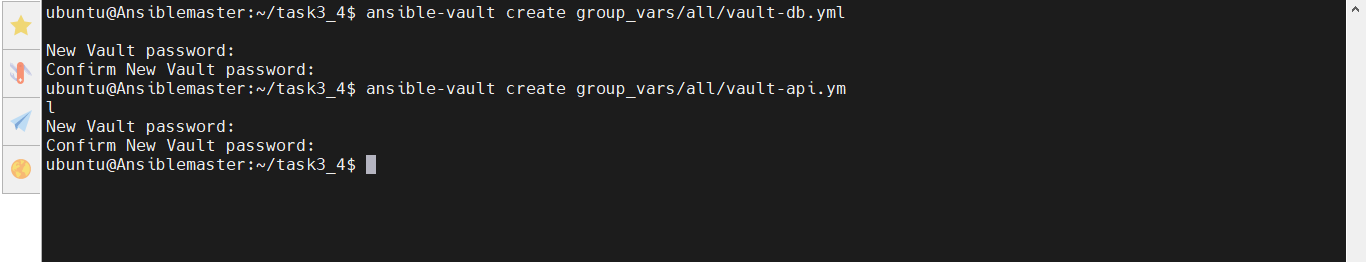 ubuntu@Ansiblemaster:~/task3_4$ ansible-vault create group_vars/all/vault-db.yml
New Vault password:
Confirm New Vault password:
ubuntu@Ansiblemaster:~/task3_4$ ansible-vault create group_vars/all/vault-api.ym
l
New Vault password:
Confirm New Vault password:
ubuntu@Ansiblemaster:~/task3_4$